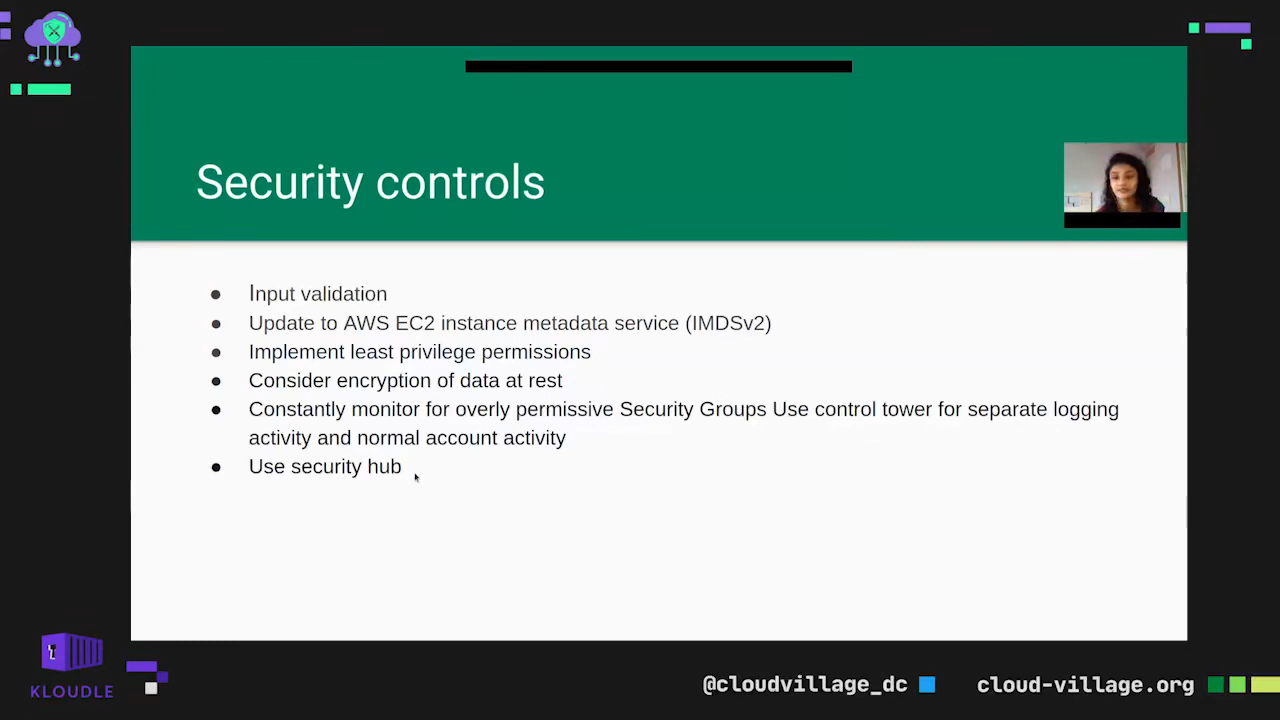 Security controls
Input validation
Update to AWS EC2 instance metadata service (IMDSv2)
Implement least privilege permissions
Consider encryption of data at rest
Constantly monitor for overly permissive Security Groups Use control tower for separate logging
activity and normal account activity
Use security hub
KLOUDLE
@cloudvillage_dc
cloud-village.org